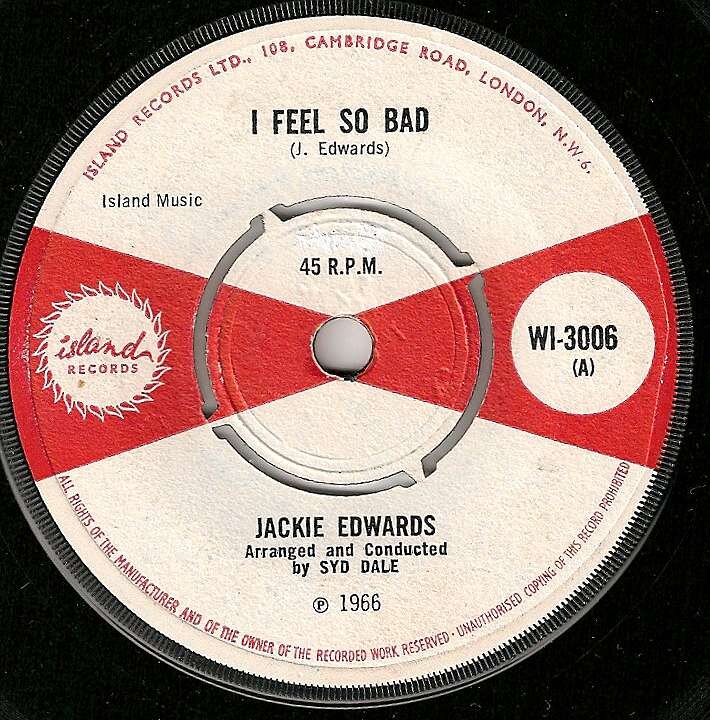 ISLAND RECORDS LTD., 108, CAMBRIDGE ROAD, LONDON, N.W.6.
I FEEL SO BAD
(J. Edwards)
Island Music
45 R.P.M.
island
RECORDS
WI-3006
(A)
JACKIE EDWARDS
Arranged and Conducted
by SYD DALE
℗ 1966
ALL RIGHTS OF THE MANUFACTURER AND OF THE OWNER OF THE RECORDED WORK RESERVED · UNAUTHORISED COPYING OF THIS RECORD PROHIBITED